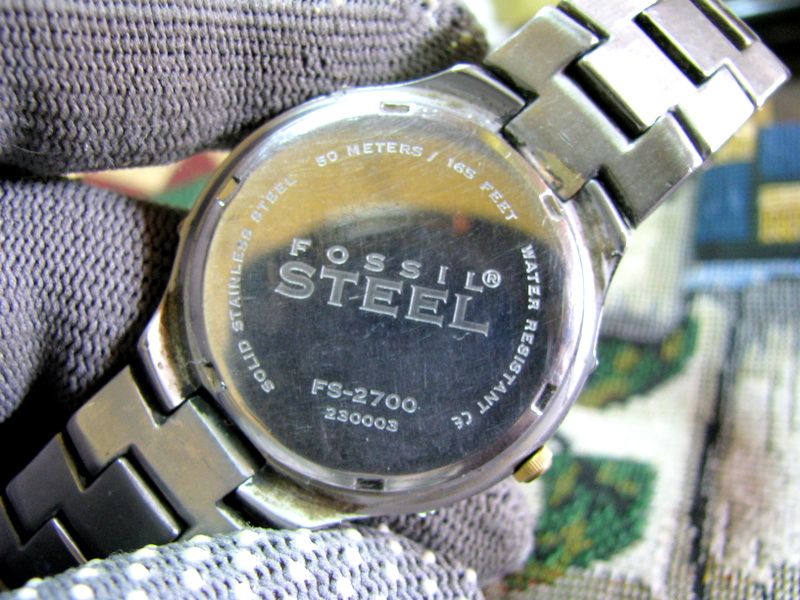 SOLID STAINLESS STEEL
50 METERS / 165 FEET
WATER RESISTANT CE
FOSSIL®
STEEL
FS-2700
230003